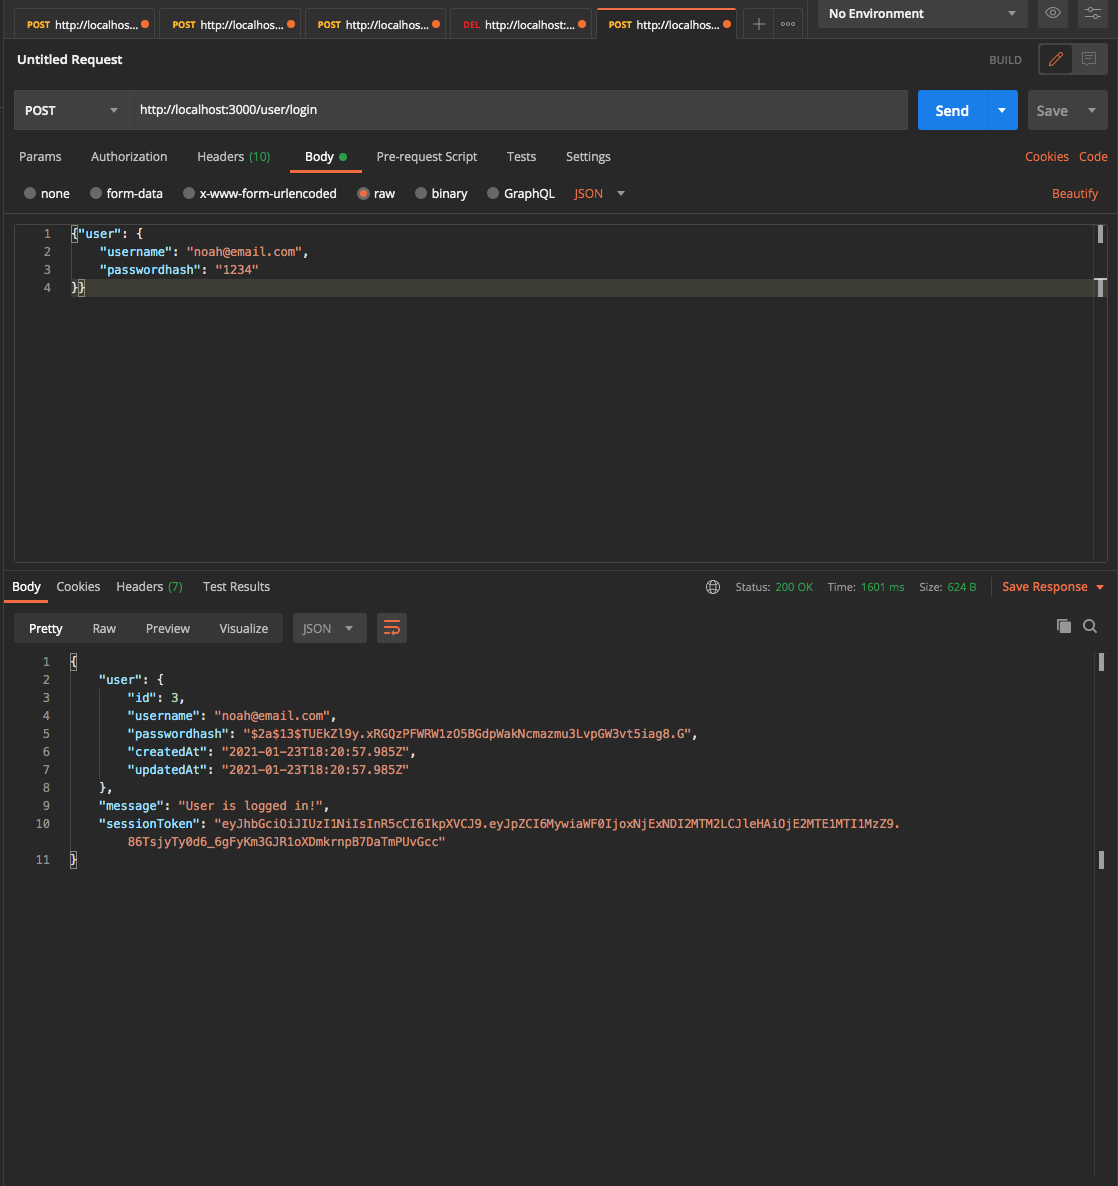 POST http://localhos... POST http://localhos... POST http://localhos... DEL http://localhost:... POST http://localhos... No Environment
Untitled Request BUILD
POST http://localhost:3000/user/login Send Save
Params Authorization Headers (10) Body Pre-request Script Tests Settings Cookies Code
none form-data x-www-form-urlencoded raw binary GraphQL JSON Beautify
1 {"user": {
2 "username": "noah@email.com",
3 "passwordhash": "1234"
4 }}
Body Cookies Headers (7) Test Results Status: 200 OK Time: 1601 ms Size: 624 B Save Response
Pretty Raw Preview Visualize JSON
1 {
2 "user": {
3 "id": 3,
4 "username": "noah@email.com",
5 "passwordhash": "$2a$13$TUEkZl9y.xRGQzPFWRW1zO5BGdpWakNcmazmu3LvpGW3vt5iag8.G",
6 "createdAt": "2021-01-23T18:20:57.985Z",
7 "updatedAt": "2021-01-23T18:20:57.985Z"
8 },
9 "message": "User is logged in!",
10 "sessionToken": "eyJhbGciOiJIUzI1NiIsInR5cCI6IkpXVCJ9.eyJpZCI6MywiaWF0IjoxNjExNDI2MTM2LCJleHAiOjE2MTE1MTI1MzZ9.
86TsjyTy0d6_6gFyKm3GJR1oXDmkrnpB7DaTmPUvGcc"
11 }